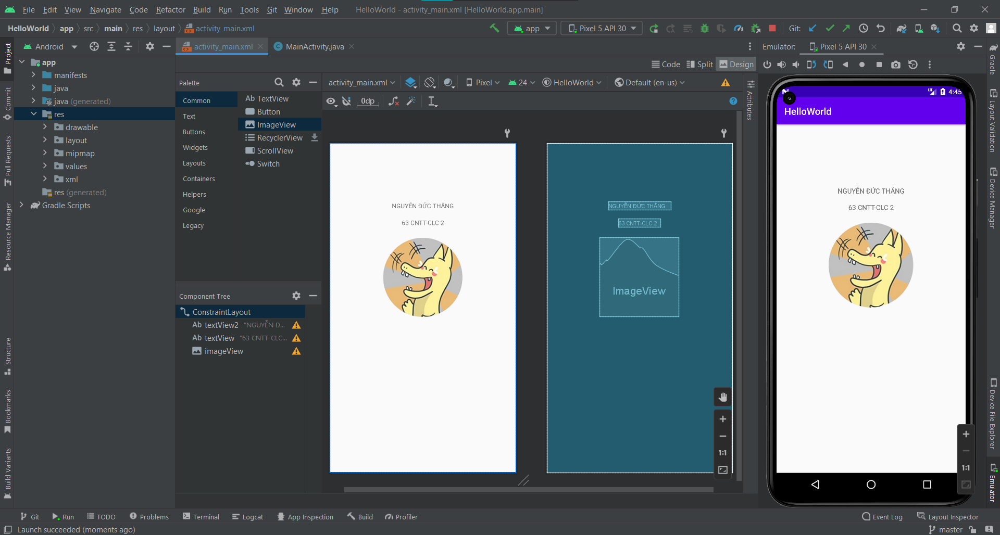 File Edit View Navigate Code Refactor Build Run Tools Git Window Help HelloWorld - activity_main.xml [HelloWorld.app.main]
HelloWorld app src main res layout activity_main.xml app Pixel 5 API 30 Git:
Android activity_main.xml MainActivity.java Emulator: Pixel 5 API 30
Code Split Design
Project
Commit
Pull Requests
Resource Manager
Structure
Bookmarks
Build Variants
app
manifests
java
java (generated)
res
drawable
layout
mipmap
values
xml
res (generated)
Gradle Scripts
Palette
Common
Text
Buttons
Widgets
Layouts
Containers
Helpers
Google
Legacy
Ab TextView
Button
ImageView
RecyclerView
ScrollView
Switch
Component Tree
ConstraintLayout
Ab textView2 "NGUYỄN Đ...
Ab textView "63 CNTT-CLC...
imageView
activity_main.xml Pixel 24 HelloWorld Default (en-us)
0dp
?
NGUYỄN ĐỨC THẮNG
63 CNTT-CLC 2
NGUYỄN ĐỨC THẮNG
63 CNTT-CLC 2
ImageView
1:1
Attributes
LTE 4:45
HelloWorld
NGUYỄN ĐỨC THẮNG
63 CNTT-CLC 2
1:1
Gradle
Layout Validation
Device Manager
Device File Explorer
Emulator
Git Run TODO Problems Terminal Logcat App Inspection Build Profiler Event Log Layout Inspector
Launch succeeded (moments ago) master